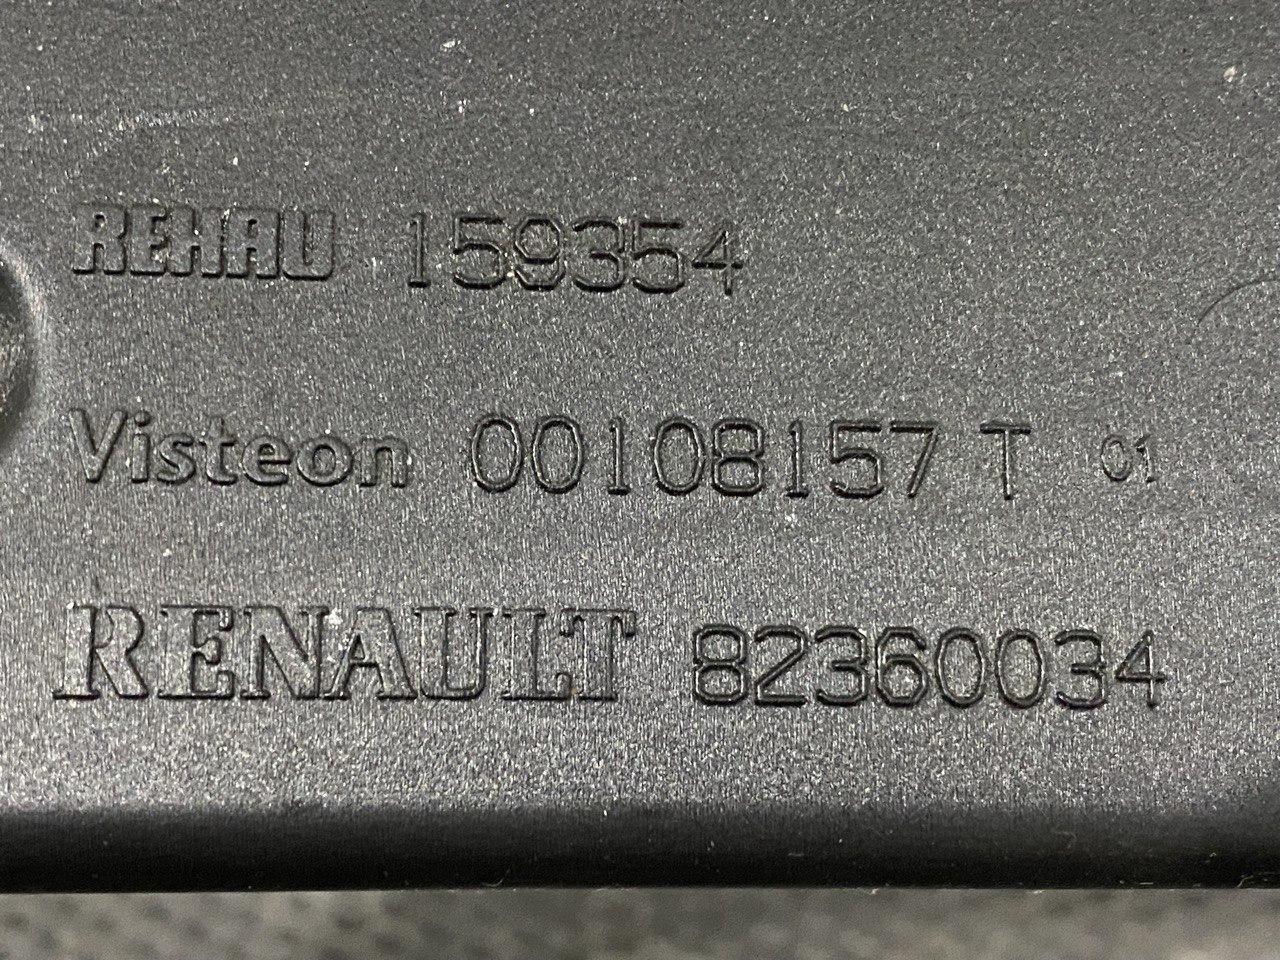 REHAU 159354
Visteon 00108157 T 01
RENAULT 82360034